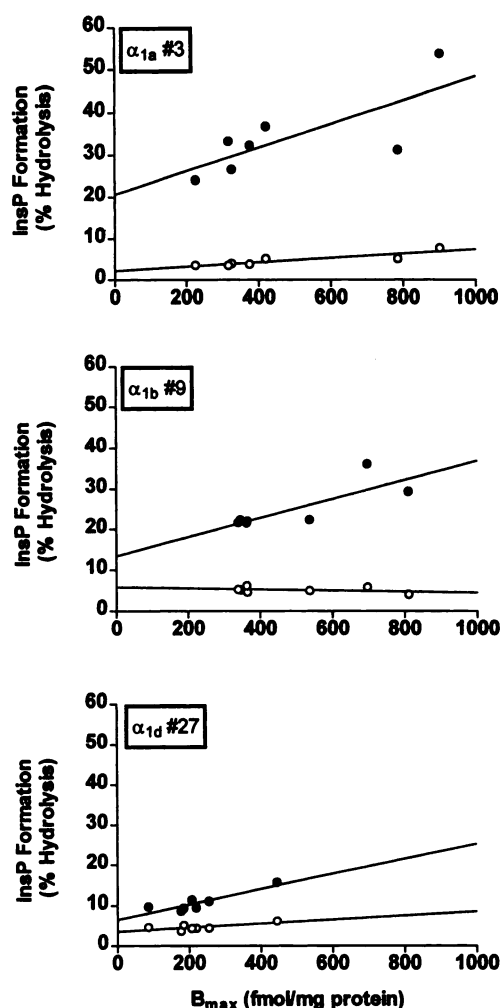 α1a #3
InsP Formation
(% Hydrolysis)
60
50
40
30
20
10
0
0 200 400 600 800 1000
α1b #9
InsP Formation
(% Hydrolysis)
60
50
40
30
20
10
0
0 200 400 600 800 1000
α1d #27
InsP Formation
(% Hydrolysis)
60
50
40
30
20
10
0
0 200 400 600 800 1000
Bmax (fmol/mg protein)